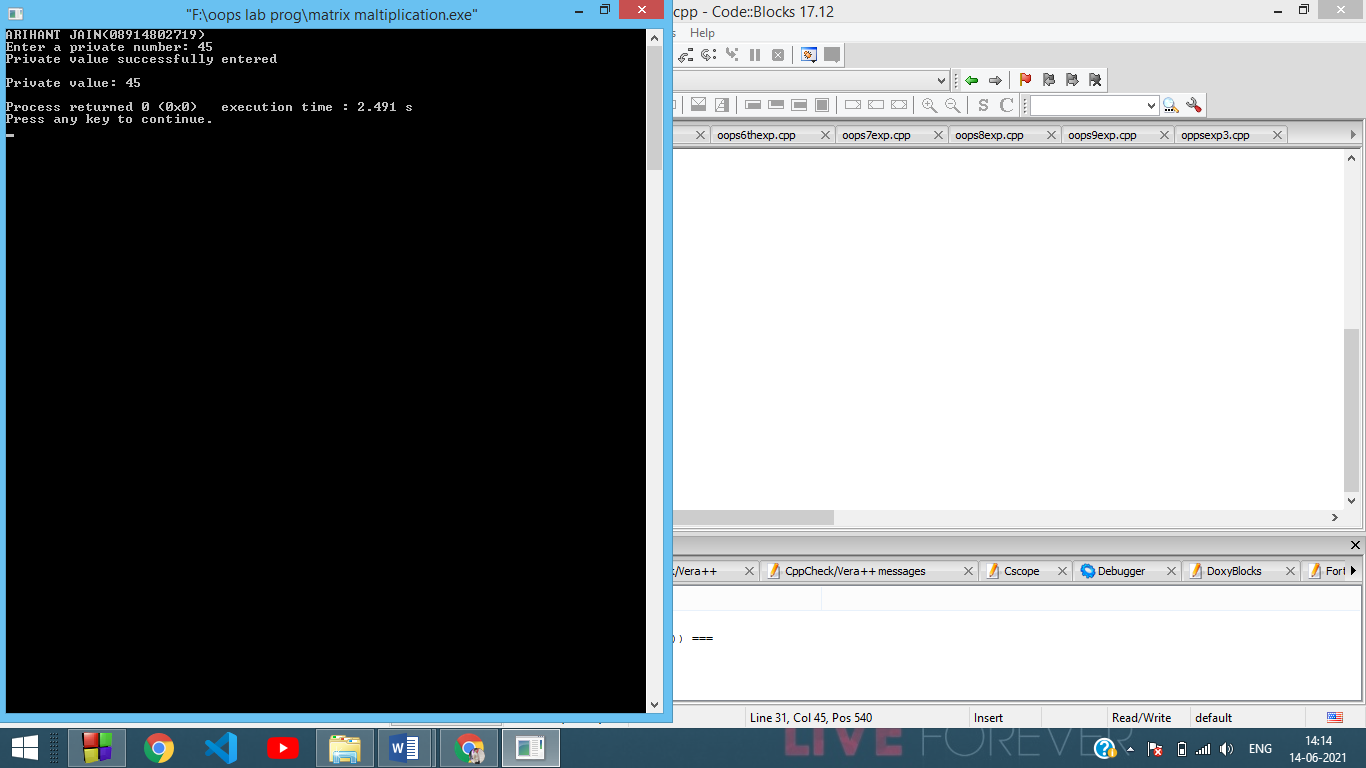 "F:\oops lab prog\matrix maltiplication.exe"
cpp - Code::Blocks 17.12
Help
ARIHANT JAIN(08914802719)
Enter a private number: 45
Private value successfully entered
Private value: 45
Process returned 0 (0x0)   execution time : 2.491 s
Press any key to continue.
S C
oops6thexp.cpp oops7exp.cpp oops8exp.cpp oops9exp.cpp oppsexp3.cpp
/Vera++ CppCheck/Vera++ messages Cscope Debugger DoxyBlocks Fort
)) ===
Line 31, Col 45, Pos 540 Insert Read/Write default
LIVE FOREVER
ENG
14:14
14-06-2021